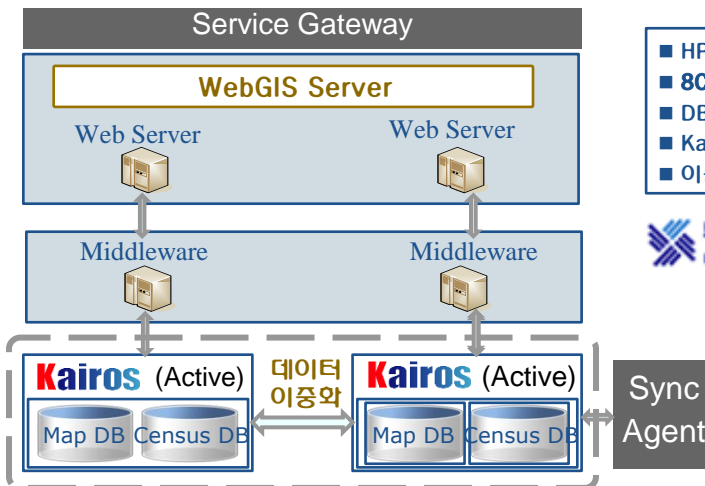 Service Gateway
WebGIS Server
Web Server
Web Server
Middleware
Middleware
Kairos (Active)
데이터
이중화
Kairos (Active)
Map DB
Census DB
Map DB
Census DB
Sync
Agent
HP
80
DB
Ka